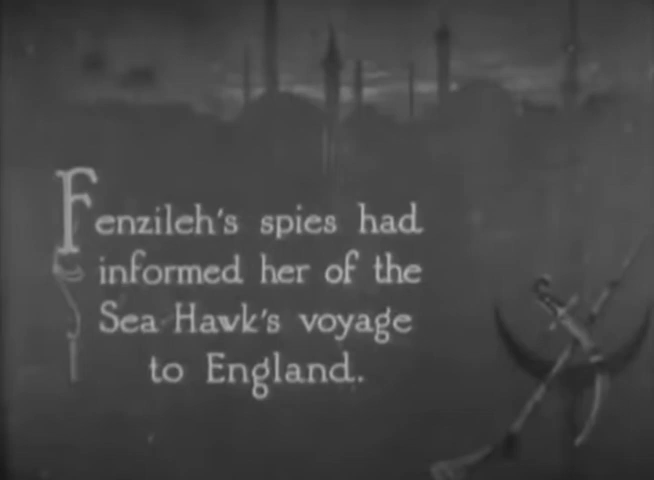 Fenzileh's spies had
informed her of the
Sea Hawk's voyage
to England.